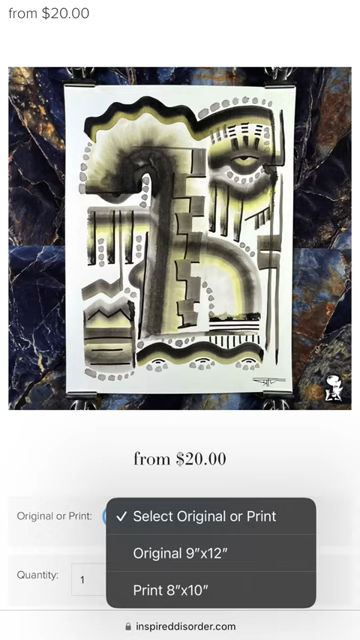 from $20.00
from $20.00
Original or Print:
✓ Select Original or Print
Original 9”x12”
Print 8”x10”
Quantity:
1
inspireddisorder.com